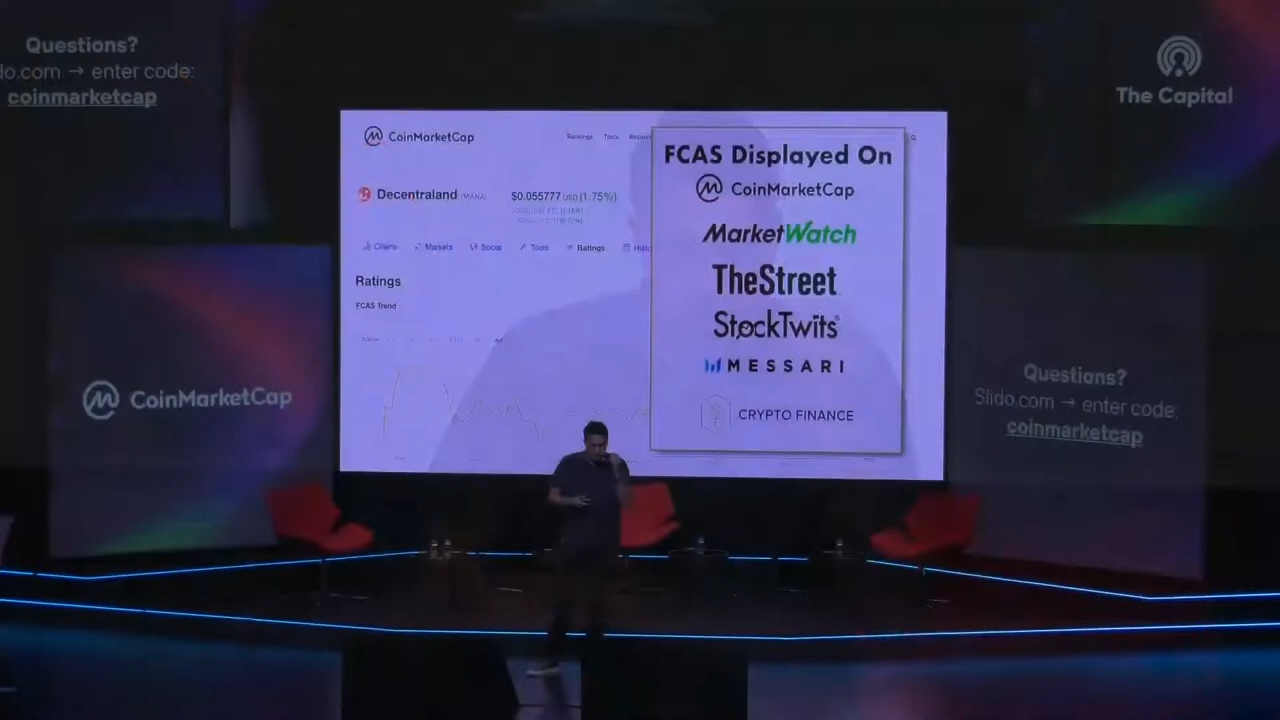 Questions?
do.com → enter code:
coinmarketcap
The Capital
CoinMarketCap
Rankings Tools
Decentraland (MANA)
$0.055777 USD (1.75%)
Charts Markets Social Tools Ratings
Ratings
FCAS Trend
FCAS Displayed On
CoinMarketCap
MarketWatch
TheStreet
StockTwits
MESSARI
CRYPTO FINANCE
CoinMarketCap
Questions?
Slido.com → enter code:
coinmarketcap